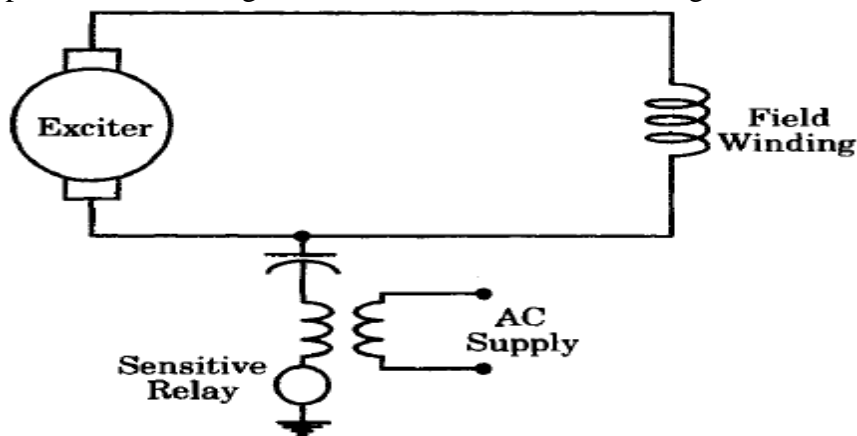 Exciter
Field
Winding
AC
Supply
Sensitive
Relay